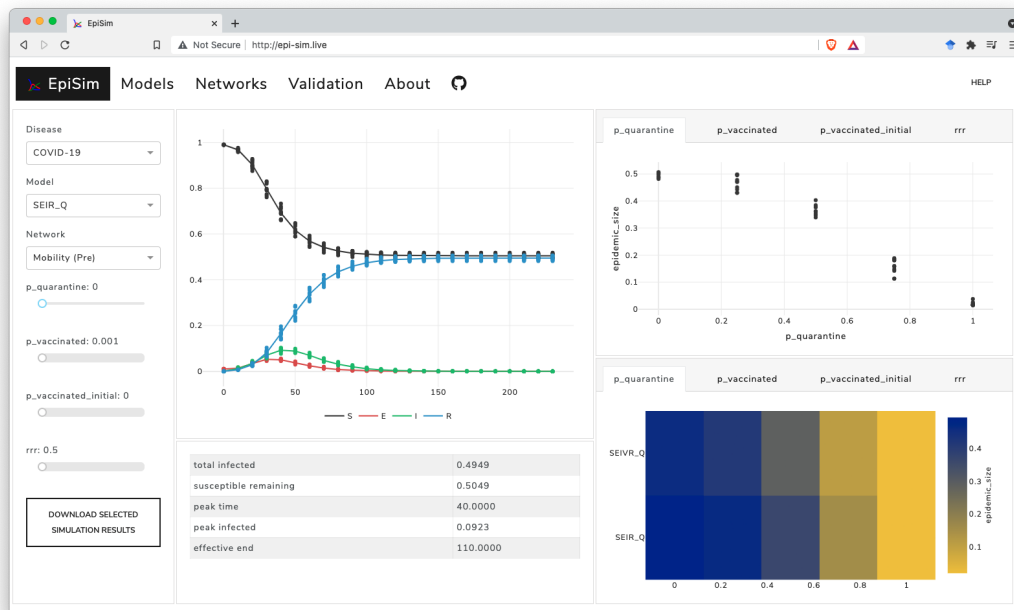 EpiSim
Not Secure | http://epi-sim.live
EpiSim Models Networks Validation About HELP
Disease
COVID-19
Model
SEIR_Q
Network
Mobility (Pre)
p_quarantine: 0
p_vaccinated: 0.001
p_vaccinated_initial: 0
rrr: 0.5
DOWNLOAD SELECTED
SIMULATION RESULTS
1
0.8
0.6
0.4
0.2
0
0 50 100 150 200
S E I R
total infected 0.4949
susceptible remaining 0.5049
peak time 40.0000
peak infected 0.0923
effective end 110.0000
p_quarantine p_vaccinated p_vaccinated_initial rrr
epidemic_size
0.5
0.4
0.3
0.2
0.1
0
0 0.2 0.4 0.6 0.8 1
p_quarantine
p_quarantine p_vaccinated p_vaccinated_initial rrr
SEIVR_Q
SEIR_Q
0 0.2 0.4 0.6 0.8 1
0.4
0.3
0.2
0.1
epidemic_size